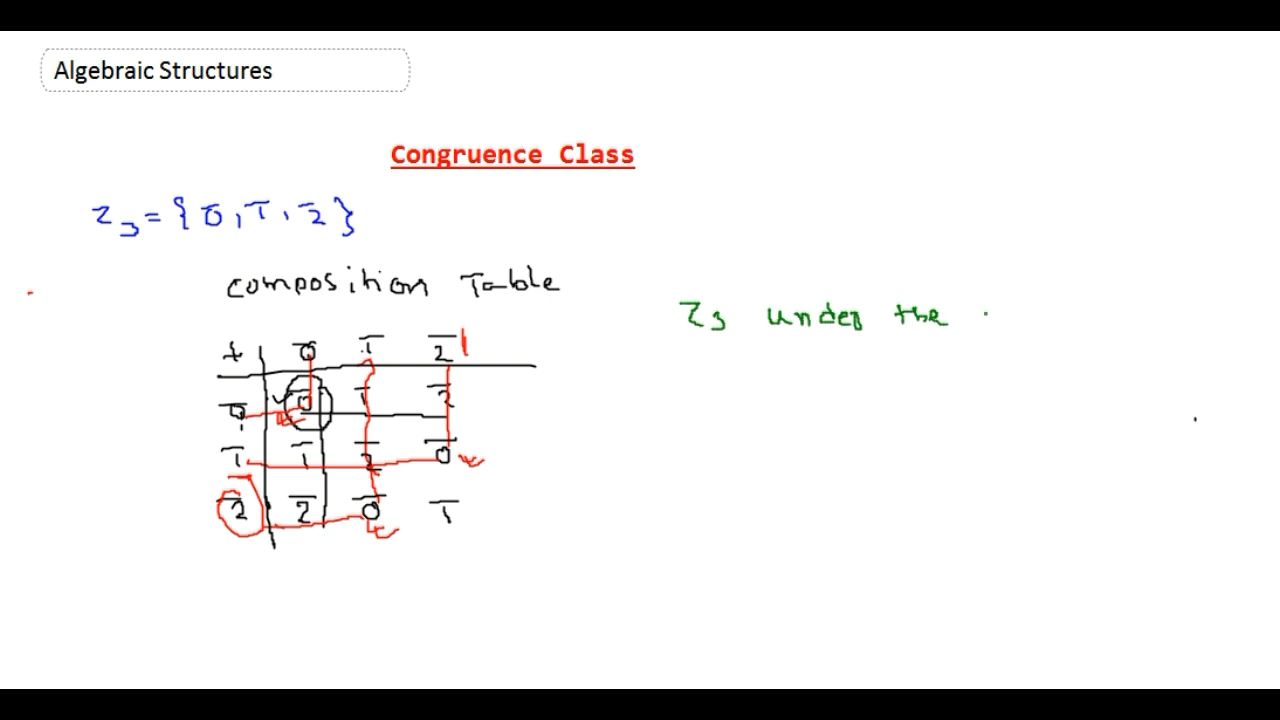 Algebraic Structures
Congruence Class
Z₃ = {0̅, 1̅, 2̅}
Composition Table
+ 0̅ 1̅ 2̅
0̅ 0̅ 1̅ 2̅
1̅ 1̅ 2̅ 0̅
2̅ 2̅ 0̅ 1̅
Z₃ under the